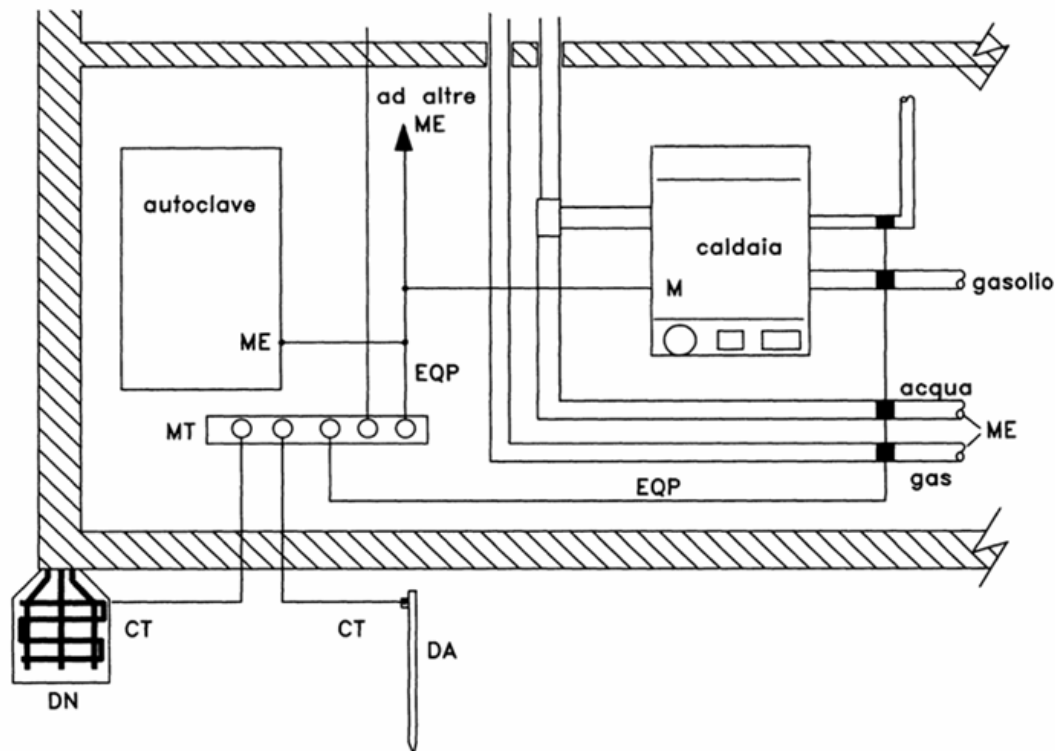 ad altre
ME
autoclave
caldaia
M
gasolio
ME
EQP
acqua
MT
ME
gas
EQP
CT
CT
DA
DN